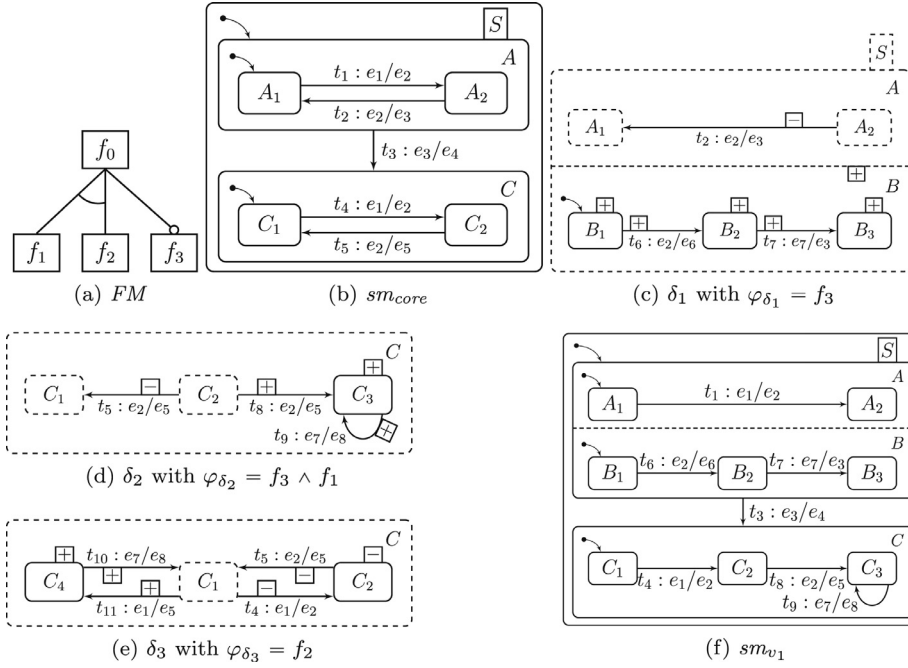 f₀
f₁ f₂ f₃
(a) FM
S
A
A₁ t₁ : e₁/e₂ A₂
t₂ : e₂/e₃
t₃ : e₃/e₄
C
C₁ t₄ : e₁/e₂ C₂
t₅ : e₂/e₅
(b) sm_core
S
A
A₁ − A₂
t₂ : e₂/e₃
+ B
+ + + + +
B₁ t₆ : e₂/e₆ B₂ t₇ : e₇/e₃ B₃
(c) δ₁ with φ_δ₁ = f₃
C
− + +
C₁ t₅ : e₂/e₅ C₂ t₈ : e₂/e₅ C₃
t₉ : e₇/e₈ +
(d) δ₂ with φ_δ₂ = f₃ ∧ f₁
C
+ t₁₀ : e₇/e₈ t₅ : e₂/e₅ −
C₄ + C₁ − C₂
+ −
t₁₁ : e₁/e₅ t₄ : e₁/e₂
(e) δ₃ with φ_δ₃ = f₂
S
A
A₁ t₁ : e₁/e₂ A₂
B
B₁ t₆ : e₂/e₆ B₂ t₇ : e₇/e₃ B₃
t₃ : e₃/e₄
C
C₁ t₄ : e₁/e₂ C₂ t₈ : e₂/e₅ C₃
t₉ : e₇/e₈
(f) sm_v₁